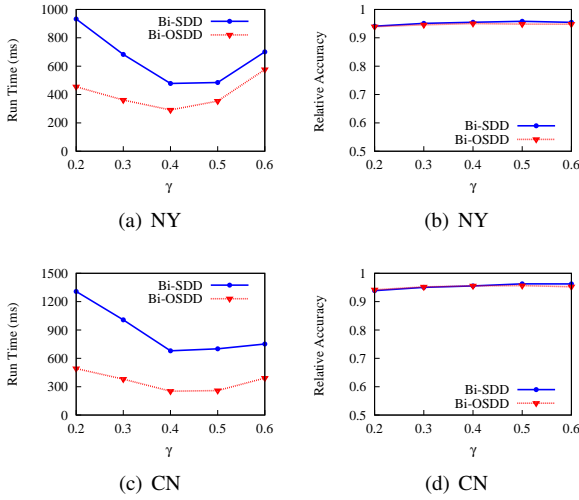 1000
800
600
400
200
0
0.2 0.3 0.4 0.5 0.6
Run Time (ms)
γ
Bi-SDD
Bi-OSDD
(a) NY
1
0.9
0.8
0.7
0.6
0.5
0.2 0.3 0.4 0.5 0.6
Relative Accuracy
γ
Bi-SDD
Bi-OSDD
(b) NY
1500
1200
900
600
300
0
0.2 0.3 0.4 0.5 0.6
Run Time (ms)
γ
Bi-SDD
Bi-OSDD
(c) CN
1
0.9
0.8
0.7
0.6
0.5
0.2 0.3 0.4 0.5 0.6
Relative Accuracy
γ
Bi-SDD
Bi-OSDD
(d) CN